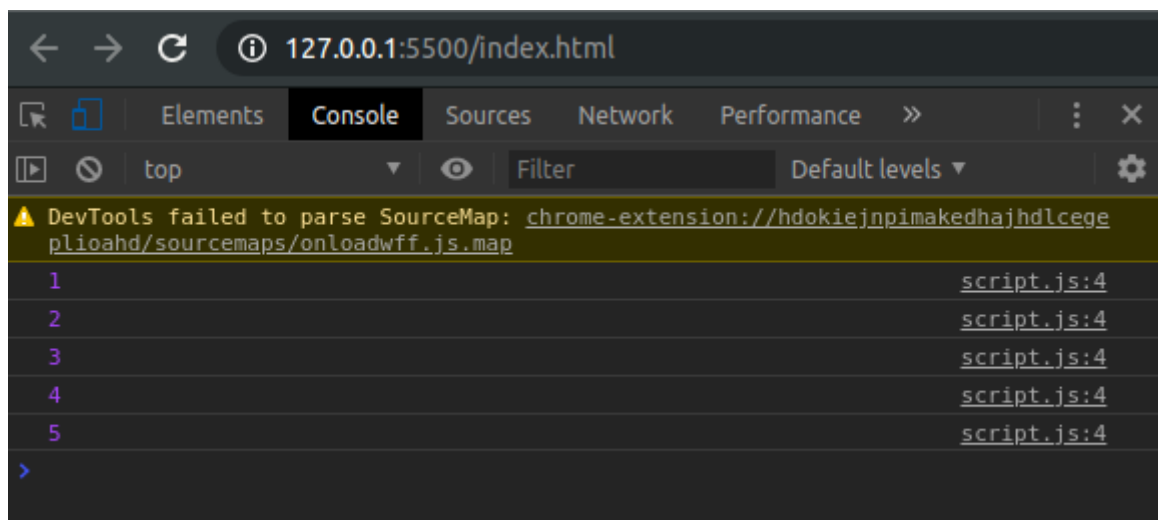 127.0.0.1:5500/index.html
Elements Console Sources Network Performance »
top Filter Default levels ▼
DevTools failed to parse SourceMap: chrome-extension://hdokiejnpimakedhajhdlcege
plioahd/sourcemaps/onloadwff.js.map
1 script.js:4
2 script.js:4
3 script.js:4
4 script.js:4
5 script.js:4